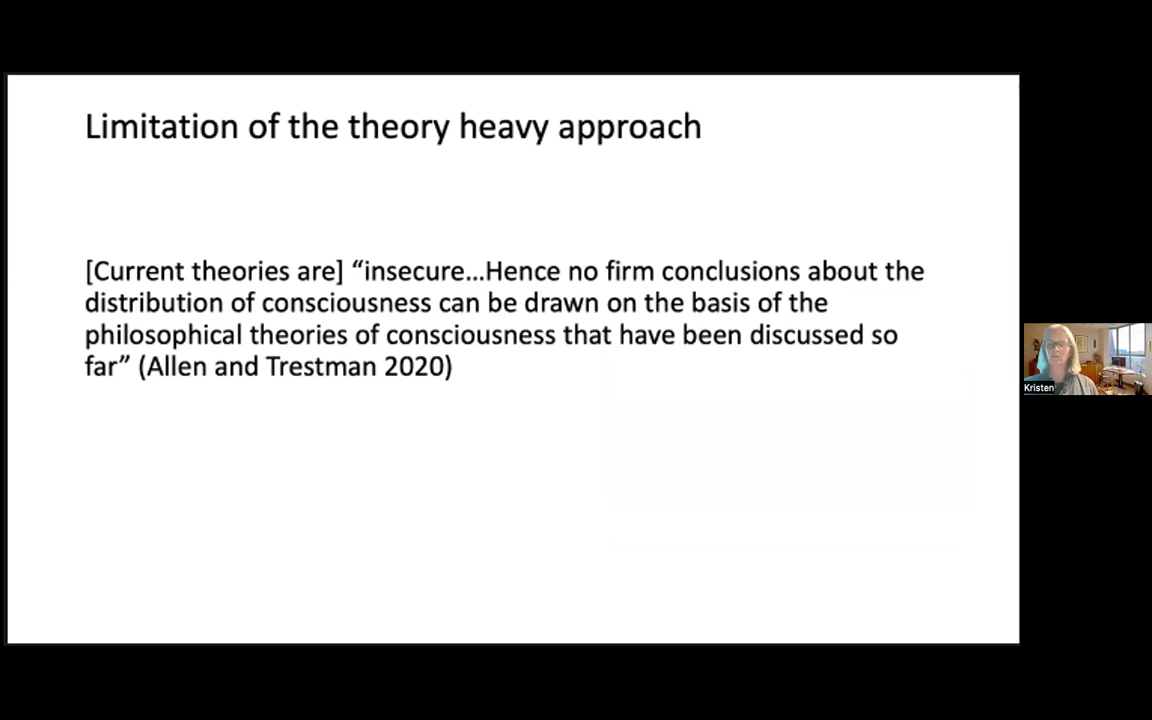 Limitation of the theory heavy approach
[Current theories are] “insecure…Hence no firm conclusions about the
distribution of consciousness can be drawn on the basis of the
philosophical theories of consciousness that have been discussed so
far” (Allen and Trestman 2020)
Kristen